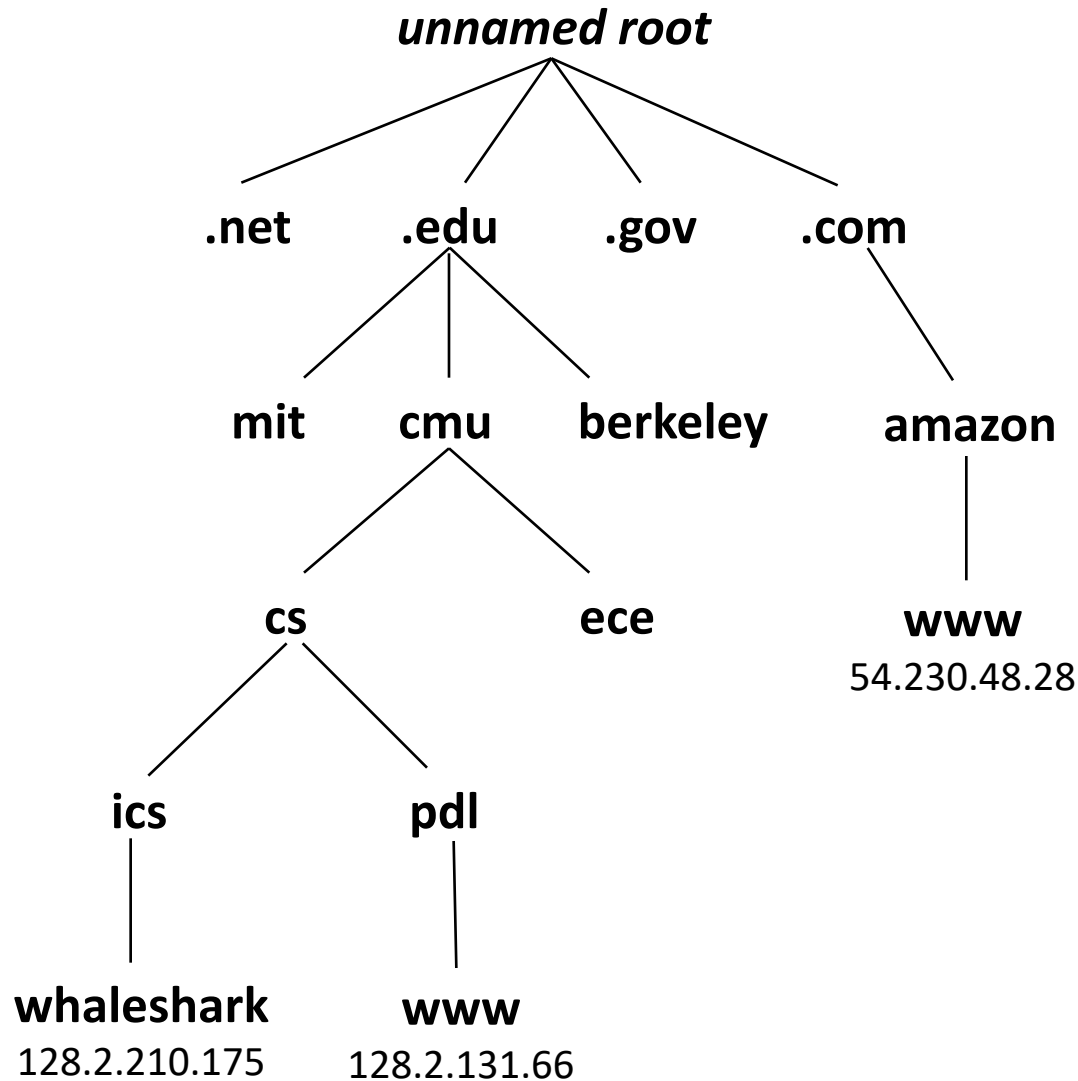 unnamed root
.net .edu .gov .com
mit cmu berkeley amazon
cs ece www
54.230.48.28
ics pdl
whaleshark www
128.2.210.175 128.2.131.66